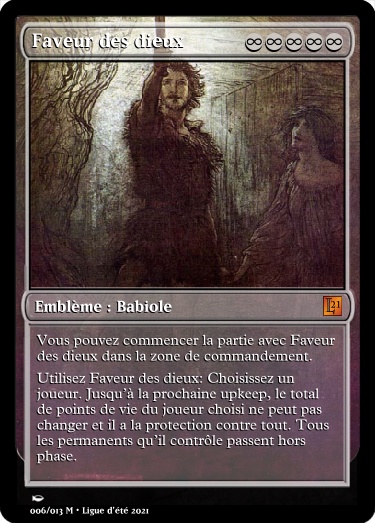 Faveur des dieux
∞∞∞∞∞
Emblème : Babiole
L21
Vous pouvez commencer la partie avec Faveur
des dieux dans la zone de commandement.
Utilisez Faveur des dieux: Choisissez un
joueur. Jusqu'à la prochaine upkeep, le total
de points de vie du joueur choisi ne peut pas
changer et il a la protection contre tout. Tous
les permanents qu'il contrôle passent hors
phase.
006/013 M • Ligue d'été 2021